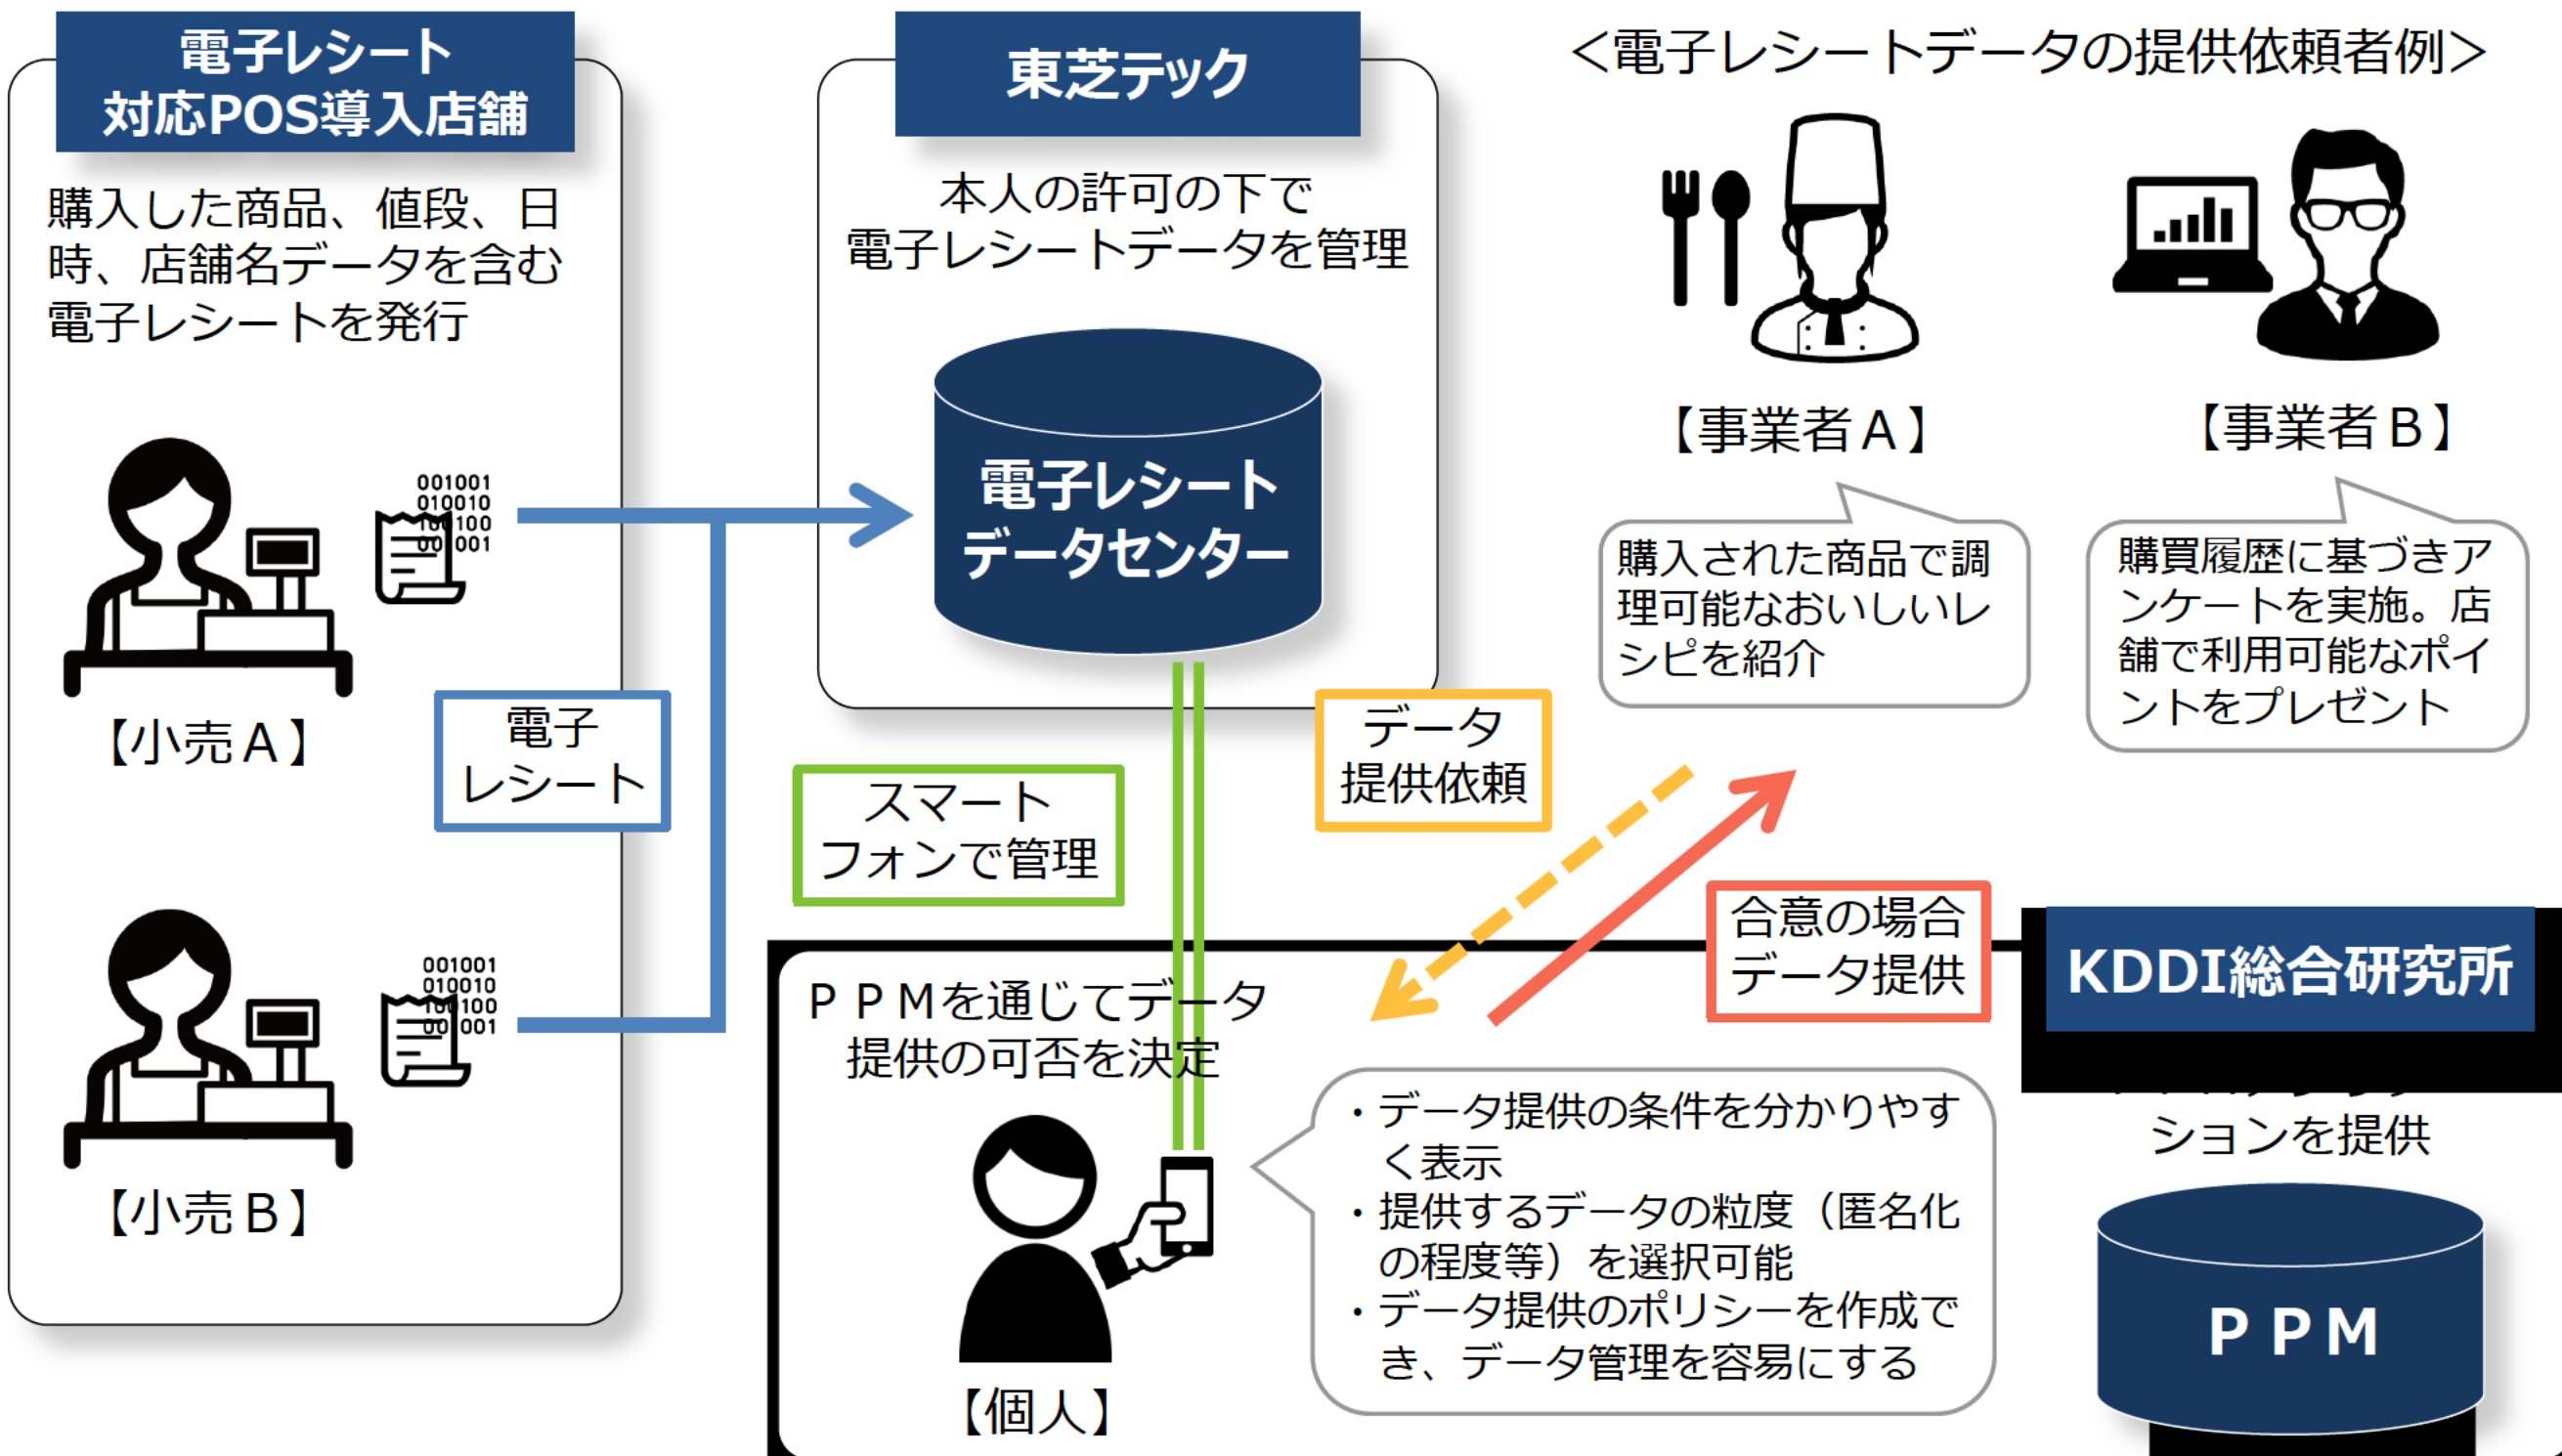 電子レシート
対応POS導入店舗
購入した商品、値段、日
時、店舗名データを含む
電子レシートを発行
001001
010010
100100
001001
【小売A】
電子
レシート
001001
010010
100100
001001
【小売B】
東芝テック
本人の許可の下で
電子レシートデータを管理
電子レシート
データセンター
スマート
フォンで管理
<電子レシートデータの提供依頼者例>
【事業者A】
【事業者B】
購入された商品で調
理可能なおいしいレ
シピを紹介
購買履歴に基づきア
ンケートを実施。店
舗で利用可能なポイ
ントをプレゼント
データ
提供依頼
合意の場合
データ提供
PPMを通じてデータ
提供の可否を決定
【個人】
・データ提供の条件を分かりやす
く表示
・提供するデータの粒度(匿名化
の程度等)を選択可能
・データ提供のポリシーを作成で
き、データ管理を容易にする
KDDI総合研究所
ションを提供
PPM